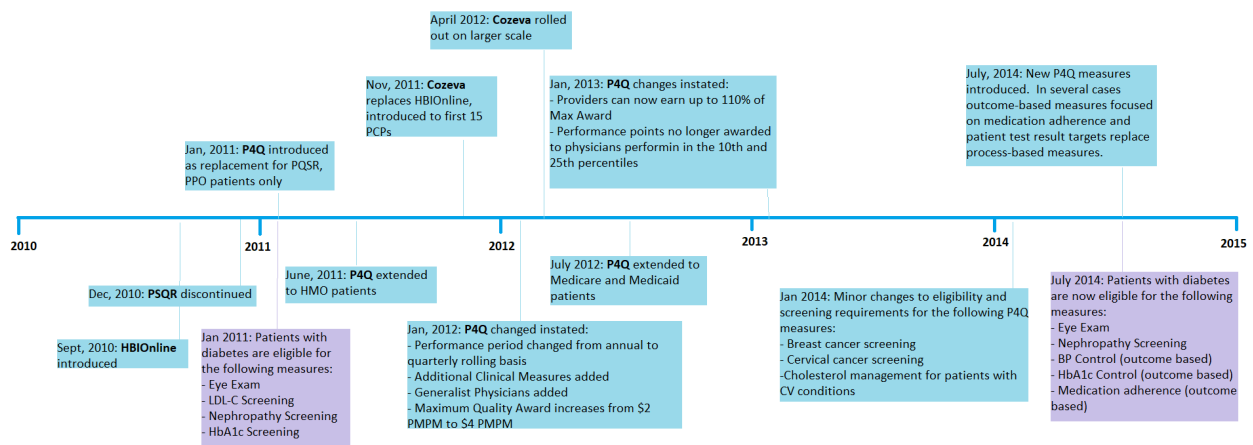 April 2012: Cozeva rolled
out on larger scale
Nov, 2011: Cozeva
replaces HBIOnline,
introduced to first 15
PCPs
Jan, 2013: P4Q changes instated:
- Providers can now earn up to 110% of
Max Award
- Performance points no longer awarded
to physicians performin in the 10th and
25th percentiles
July, 2014: New P4Q measures
introduced.  In several cases
outcome-based measures focused
on medication adherence and
patient test result targets replace
process-based measures.
Jan, 2011: P4Q introduced
as replacement for PQSR,
PPO patients only
2010
2011
2012
2013
2014
2015
Dec, 2010: PSQR discontinued
Sept, 2010: HBIOnline
introduced
Jan 2011: Patients with
diabetes are eligible for
the following measures:
- Eye Exam
- LDL-C Screening
- Nephropathy Screening
- HbA1c Screening
June, 2011: P4Q extended
to HMO patients
Jan, 2012: P4Q changed instated:
- Performance period changed from annual to
quarterly rolling basis
- Additional Clinical Measures added
- Generalist Physicians added
- Maximum Quality Award increases from $2
PMPM to $4 PMPM
July 2012: P4Q extended to
Medicare and Medicaid
patients
Jan 2014: Minor changes to eligibility and
screening requirements for the following P4Q
measures:
- Breast cancer screening
- Cervical cancer screening
-Cholesterol management for patients with
CV conditions
July 2014: Patients with diabetes
are now eligible for the following
measures:
- Eye Exam
- Nephropathy Screening
- BP Control (outcome based)
- HbA1c Control (outcome based)
- Medication adherence (outcome
based)